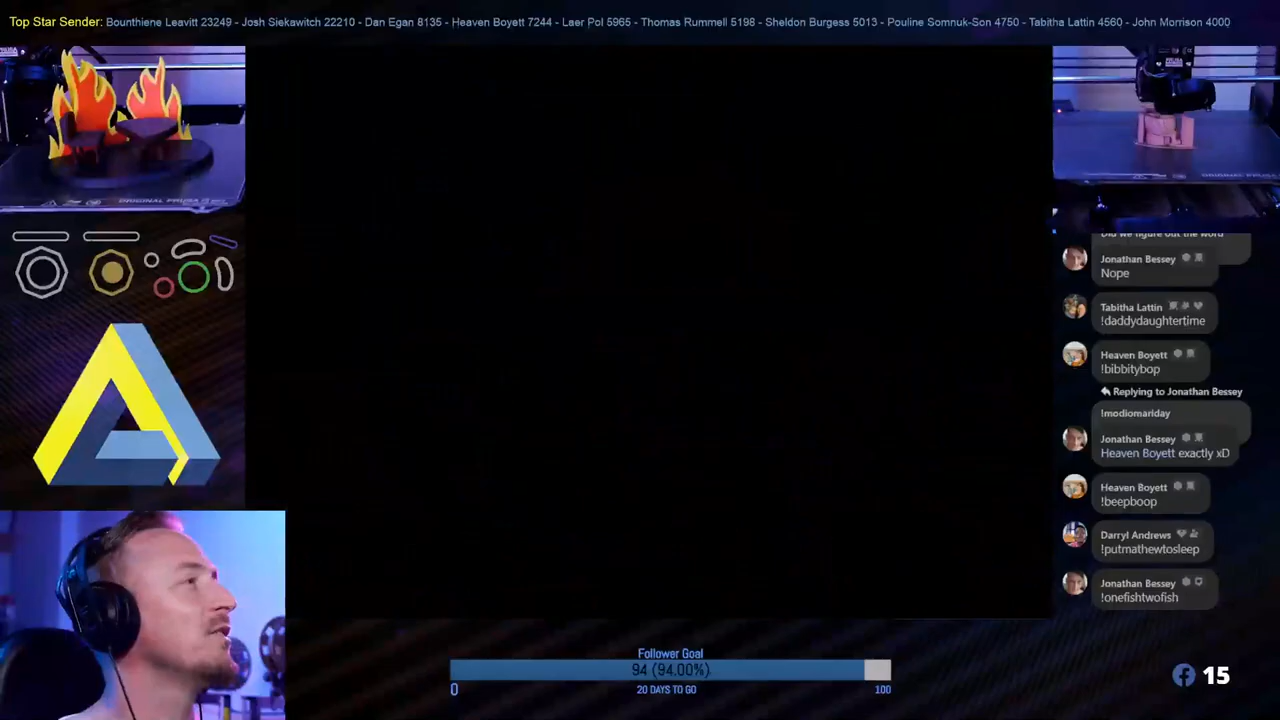 Top Star Sender: Bounthiene Leavitt 23249 - Josh Siekawitch 22210 - Dan Egan 8135 - Heaven Boyett 7244 - Laer Pol 5965 - Thomas Rummell 5198 - Sheldon Burgess 5013 - Pouline Somnuk-Son 4750 - Tabitha Lattin 4560 - John Morrison 4000
Did we figure out the word
Jonathan Bessey
Nope
Tabitha Lattin
!daddydaughtertime
Heaven Boyett
!bibbitybop
Replying to Jonathan Bessey
!modiomariday
Jonathan Bessey
Heaven Boyett exactly xD
Heaven Boyett
!beepboop
Darryl Andrews
!putmathewtosleep
Jonathan Bessey
!onefishtwofish
Follower Goal
94 (94.00%)
0
20 DAYS TO GO
100
15